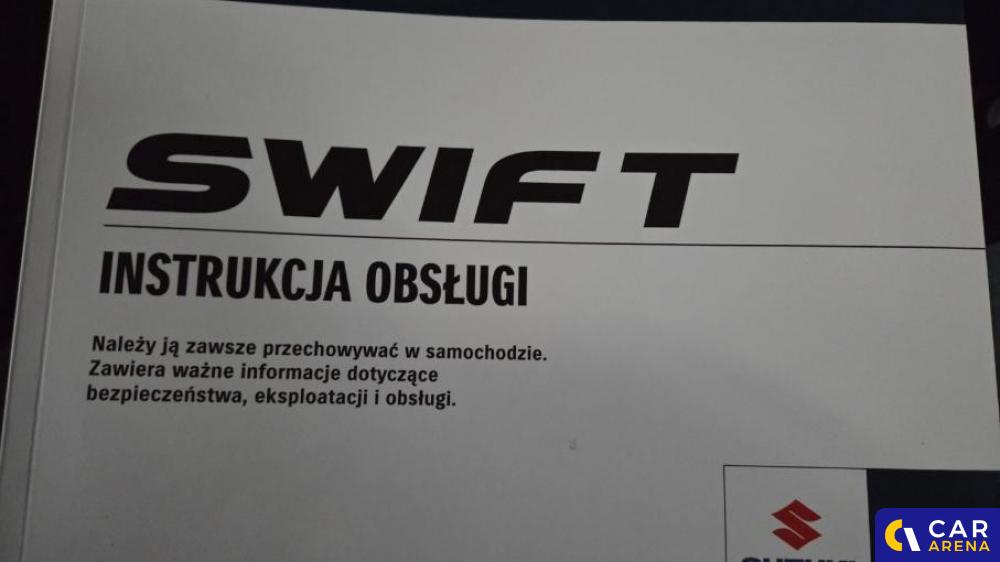 SWIFT
INSTRUKCJA OBSŁUGI
Należy ją zawsze przechowywać w samochodzie.
Zawiera ważne informacje dotyczące
bezpieczeństwa, eksploatacji i obsługi.
CAR
ARENA